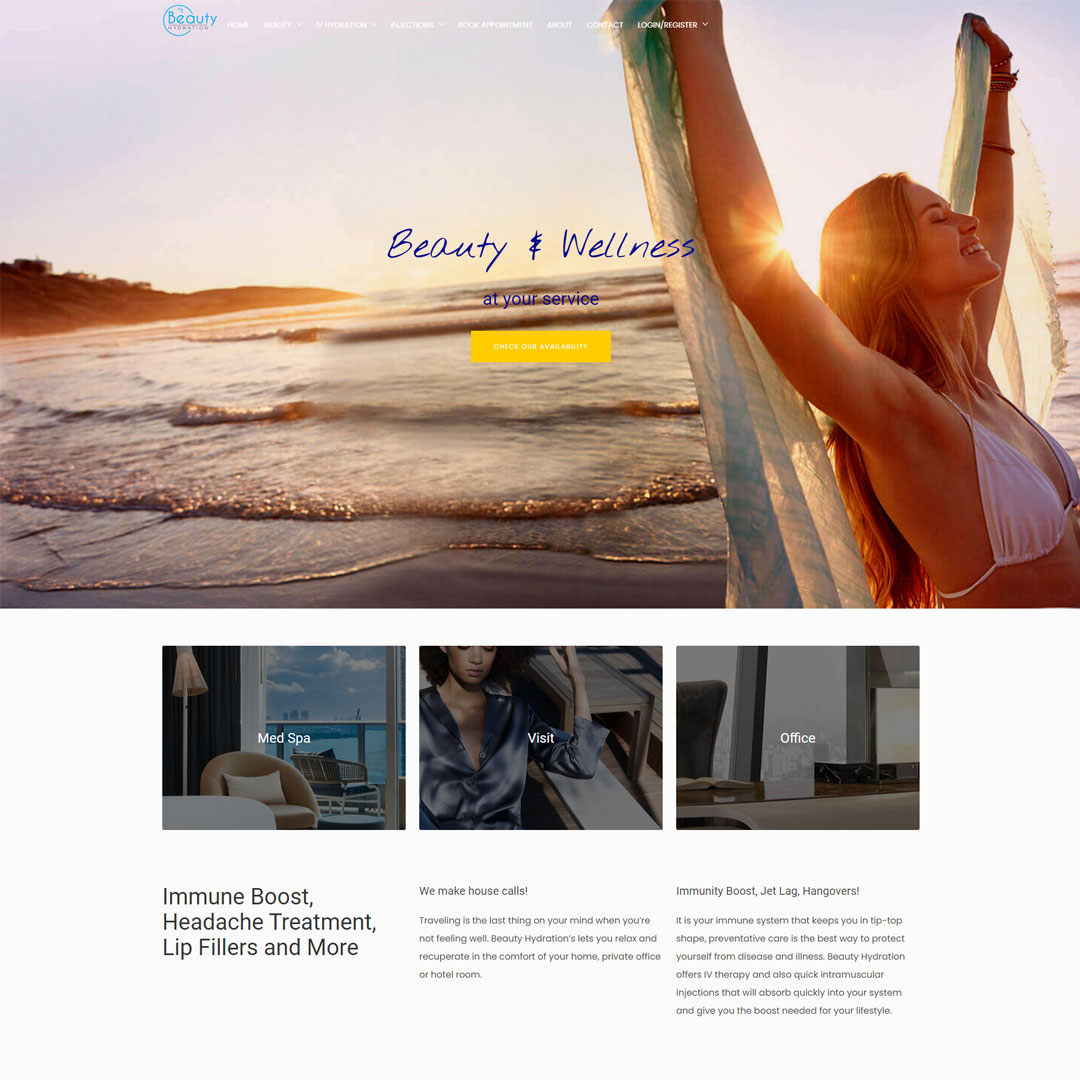 Beauty
HYDRATION
HOME BEAUTY IV HYDRATION INJECTIONS BOOK APPOINTMENT ABOUT CONTACT LOGIN/REGISTER
Beauty & Wellness
at your service
CHECK OUR AVAILABILITY
Med Spa Visit Office
Immune Boost,
Headache Treatment,
Lip Fillers and More
We make house calls!
Traveling is the last thing on your mind when you're
not feeling well. Beauty Hydration's lets you relax and
recuperate in the comfort of your home, private office
or hotel room.
Immunity Boost, Jet Lag, Hangovers!
It is your immune system that keeps you in tip-top
shape, preventative care is the best way to protect
yourself from disease and illness. Beauty Hydration
offers IV therapy and also quick intramuscular
injections that will absorb quickly into your system
and give you the boost needed for your lifestyle.